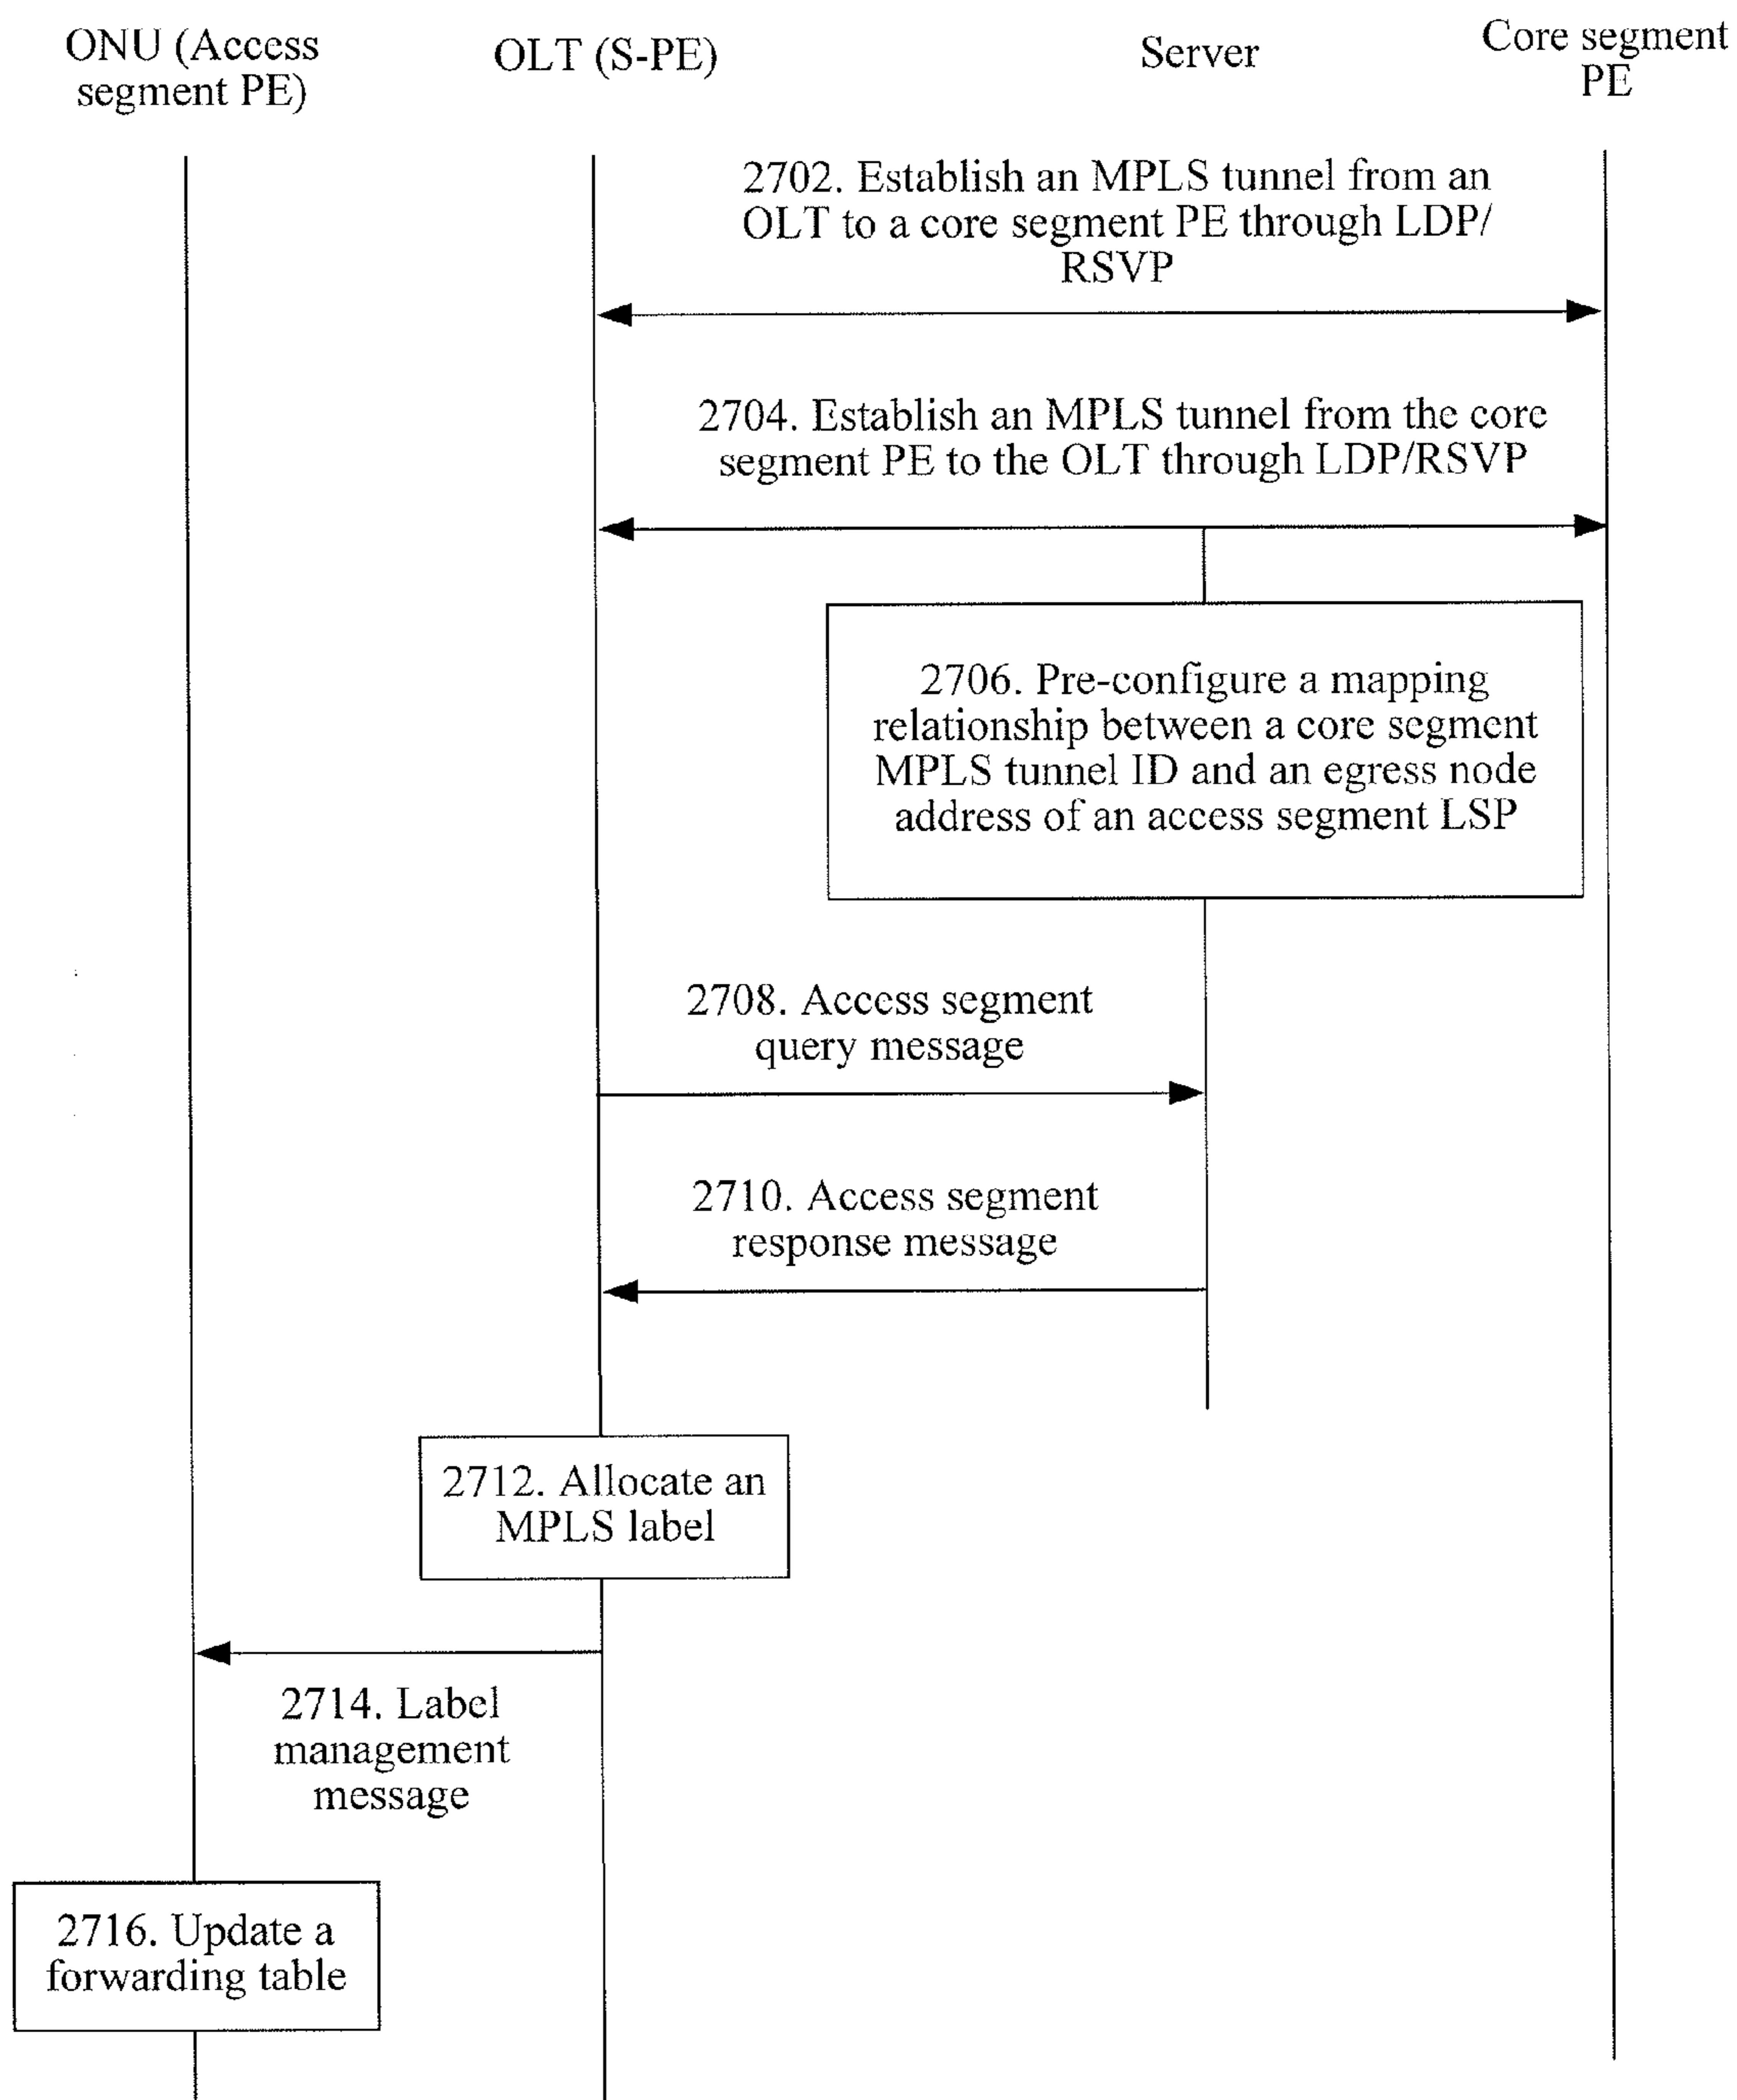 ONU (Access
segment PE)
OLT (S-PE)
Server
Core segment
PE
2702. Establish an MPLS tunnel from an
OLT to a core segment PE through LDP/
RSVP
2704. Establish an MPLS tunnel from the core
segment PE to the OLT through LDP/RSVP
2706. Pre-configure a mapping
relationship between a core segment
MPLS tunnel ID and an egress node
address of an access segment LSP
2708. Access segment
query message
2710. Access segment
response message
2712. Allocate an
MPLS label
2714. Label
management
message
2716. Update a
forwarding table